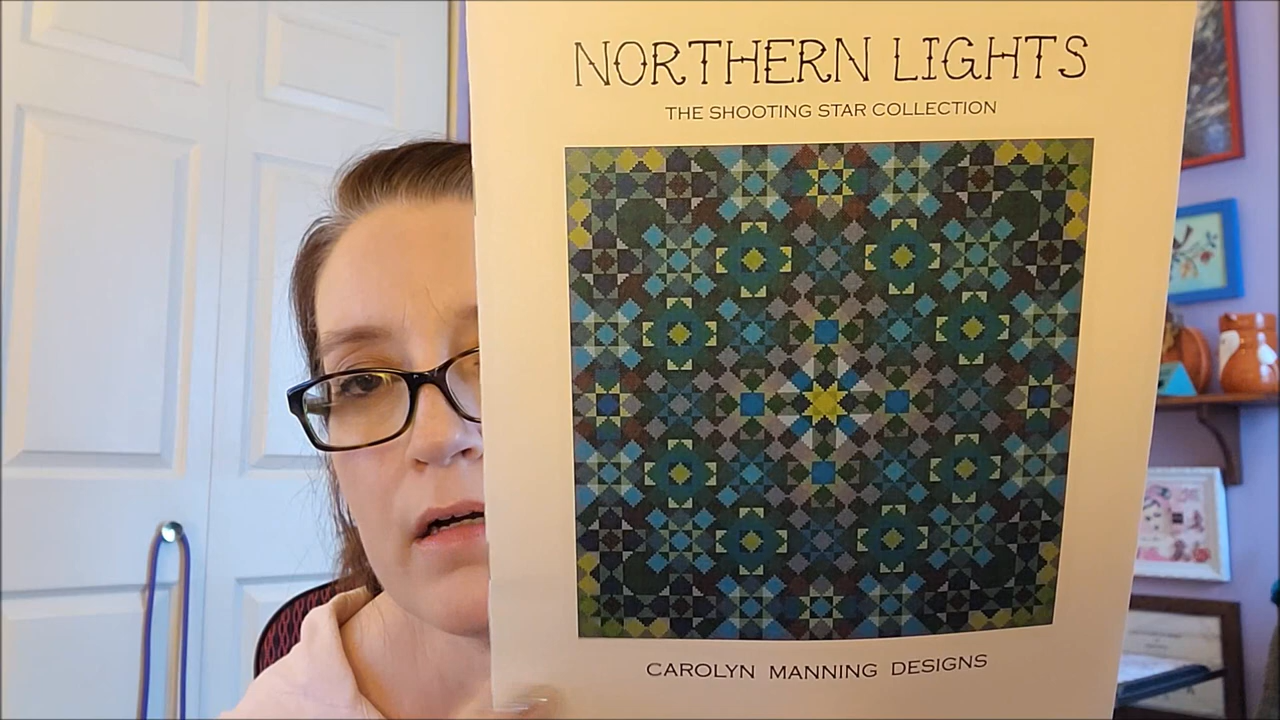 NORTHERN LIGHTS
THE SHOOTING STAR COLLECTION
CAROLYN MANNING DESIGNS